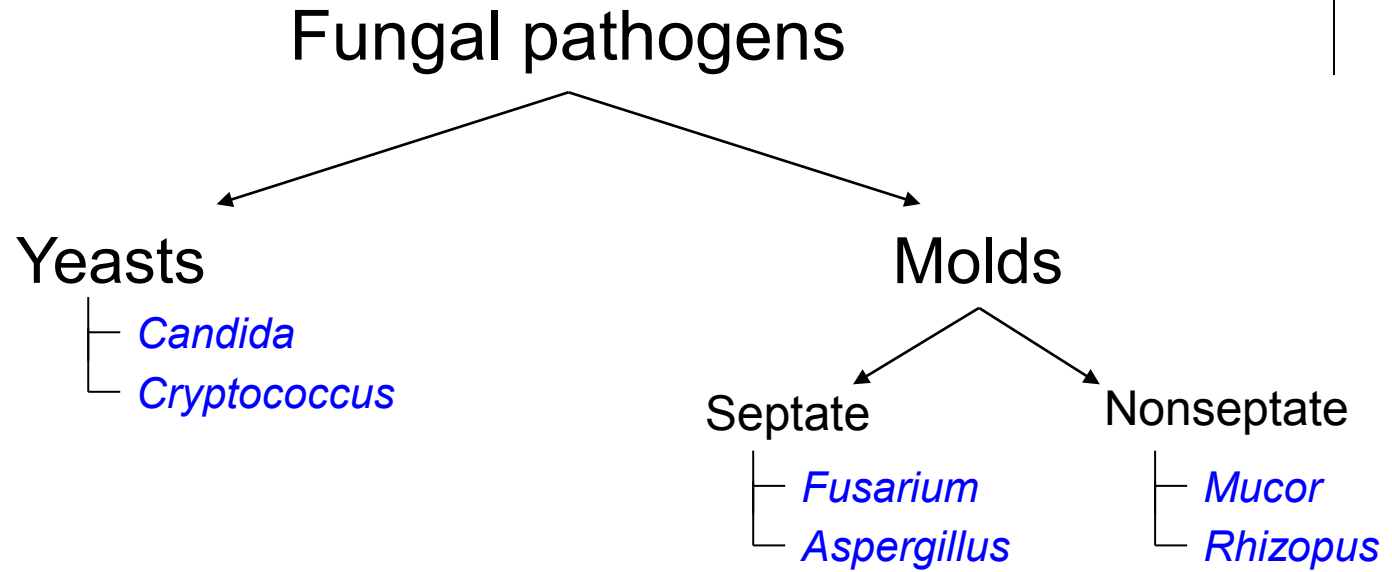 Fungal pathogens
Yeasts
Candida
Cryptococcus
Molds
Septate
Fusarium
Aspergillus
Nonseptate
Mucor
Rhizopus